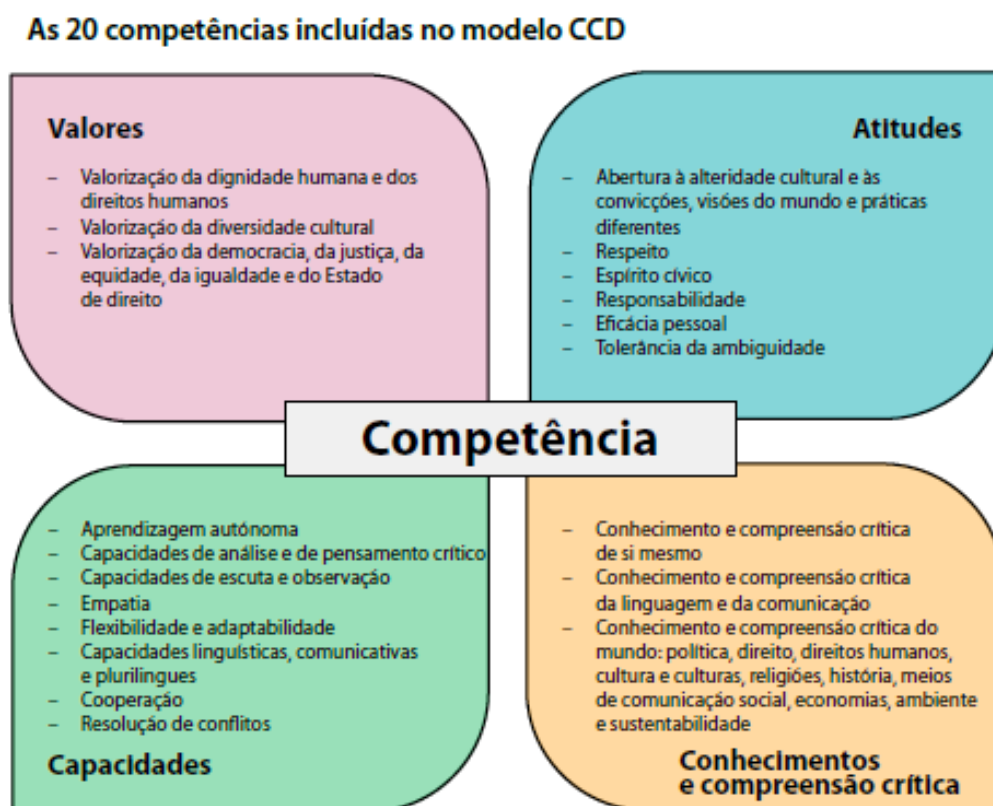 As 20 competências incluídas no modelo CCD
Valores
– Valorização da dignidade humana e dos
direitos humanos
– Valorização da diversidade cultural
– Valorização da democracia, da justiça, da
equidade, da igualdade e do Estado
de direito
Atitudes
– Abertura à alteridade cultural e às
convicções, visões do mundo e práticas
diferentes
– Respeito
– Espírito cívico
– Responsabilidade
– Eficácia pessoal
– Tolerância da ambiguidade
Competência
– Aprendizagem autónoma
– Capacidades de análise e de pensamento crítico
– Capacidades de escuta e observação
– Empatia
– Flexibilidade e adaptabilidade
– Capacidades linguísticas, comunicativas
e plurilingues
– Cooperação
– Resolução de conflitos
Capacidades
– Conhecimento e compreensão crítica
de si mesmo
– Conhecimento e compreensão crítica
da linguagem e da comunicação
– Conhecimento e compreensão crítica do
mundo: política, direito, direitos humanos,
cultura e culturas, religiões, história, meios
de comunicação social, economias, ambiente
e sustentabilidade
Conhecimentos
e compreensão crítica